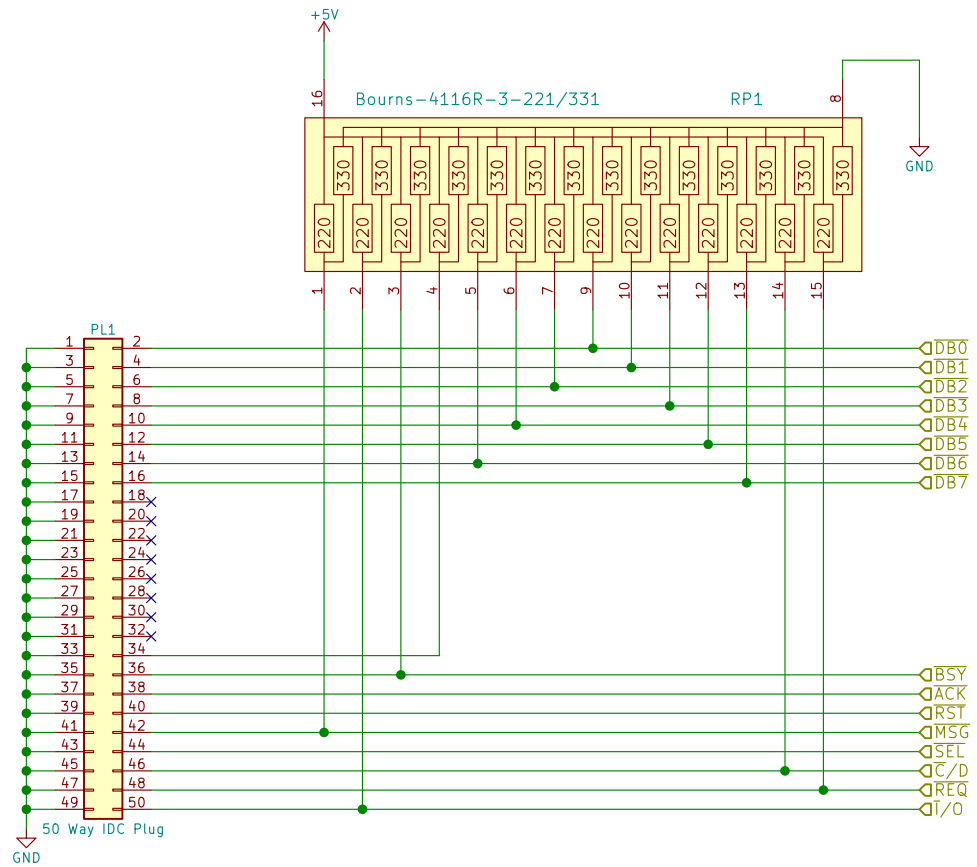 +5V
16 Bourns-4116R-3-221/331 RP1 8
GND
330 330 330 330 330 330 330 330 330 330 330 330 330 330
220 220 220 220 220 220 220 220 220 220 220 220 220 220
1 2 3 4 5 6 7 9 10 11 12 13 14 15
PL1
1 2 DB0
3 4 DB1
5 6 DB2
7 8 DB3
9 10 DB4
11 12 DB5
13 14 DB6
15 16 DB7
17 18
19 20
21 22
23 24
25 26
27 28
29 30
31 32
33 34
35 36 BSY
37 38 ACK
39 40 RST
41 42 MSG
43 44 SEL
45 46 C/D
47 48 REQ
49 50 I/O
50 Way IDC Plug
GND